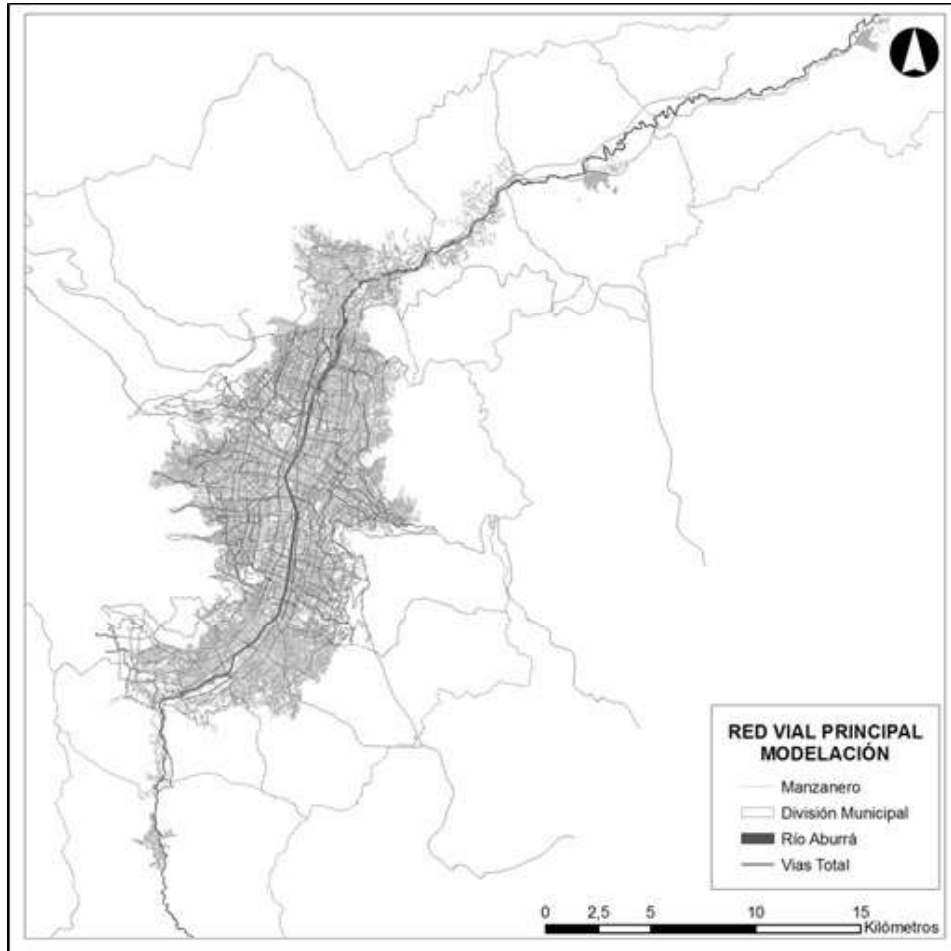 RED VIAL PRINCIPAL
MODELACIÓN
Manzanero
División Municipal
Río Aburrá
Vias Total
0 2,5 5 10 15
Kilómetros